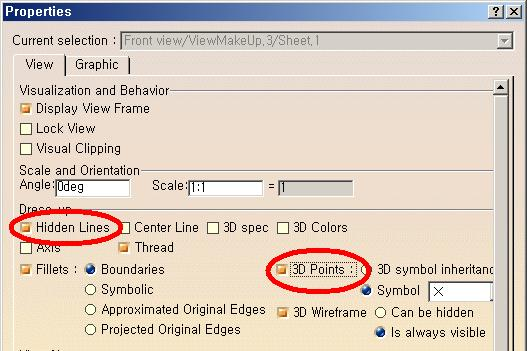 Properties
Current selection : Front view/ViewMakeUp,3/Sheet,1
View Graphic
Visualization and Behavior
Display View Frame
Lock View
Visual Clipping
Scale and Orientation
Angle: 0deg Scale: 1:1 = 1
Dress-up
Hidden Lines Center Line 3D spec 3D Colors
Axis Thread
Fillets : Boundaries 3D Points : 3D symbol inheritanc
Symbolic Symbol ×
Approximated Original Edges 3D Wireframe Can be hidden
Projected Original Edges Is always visible